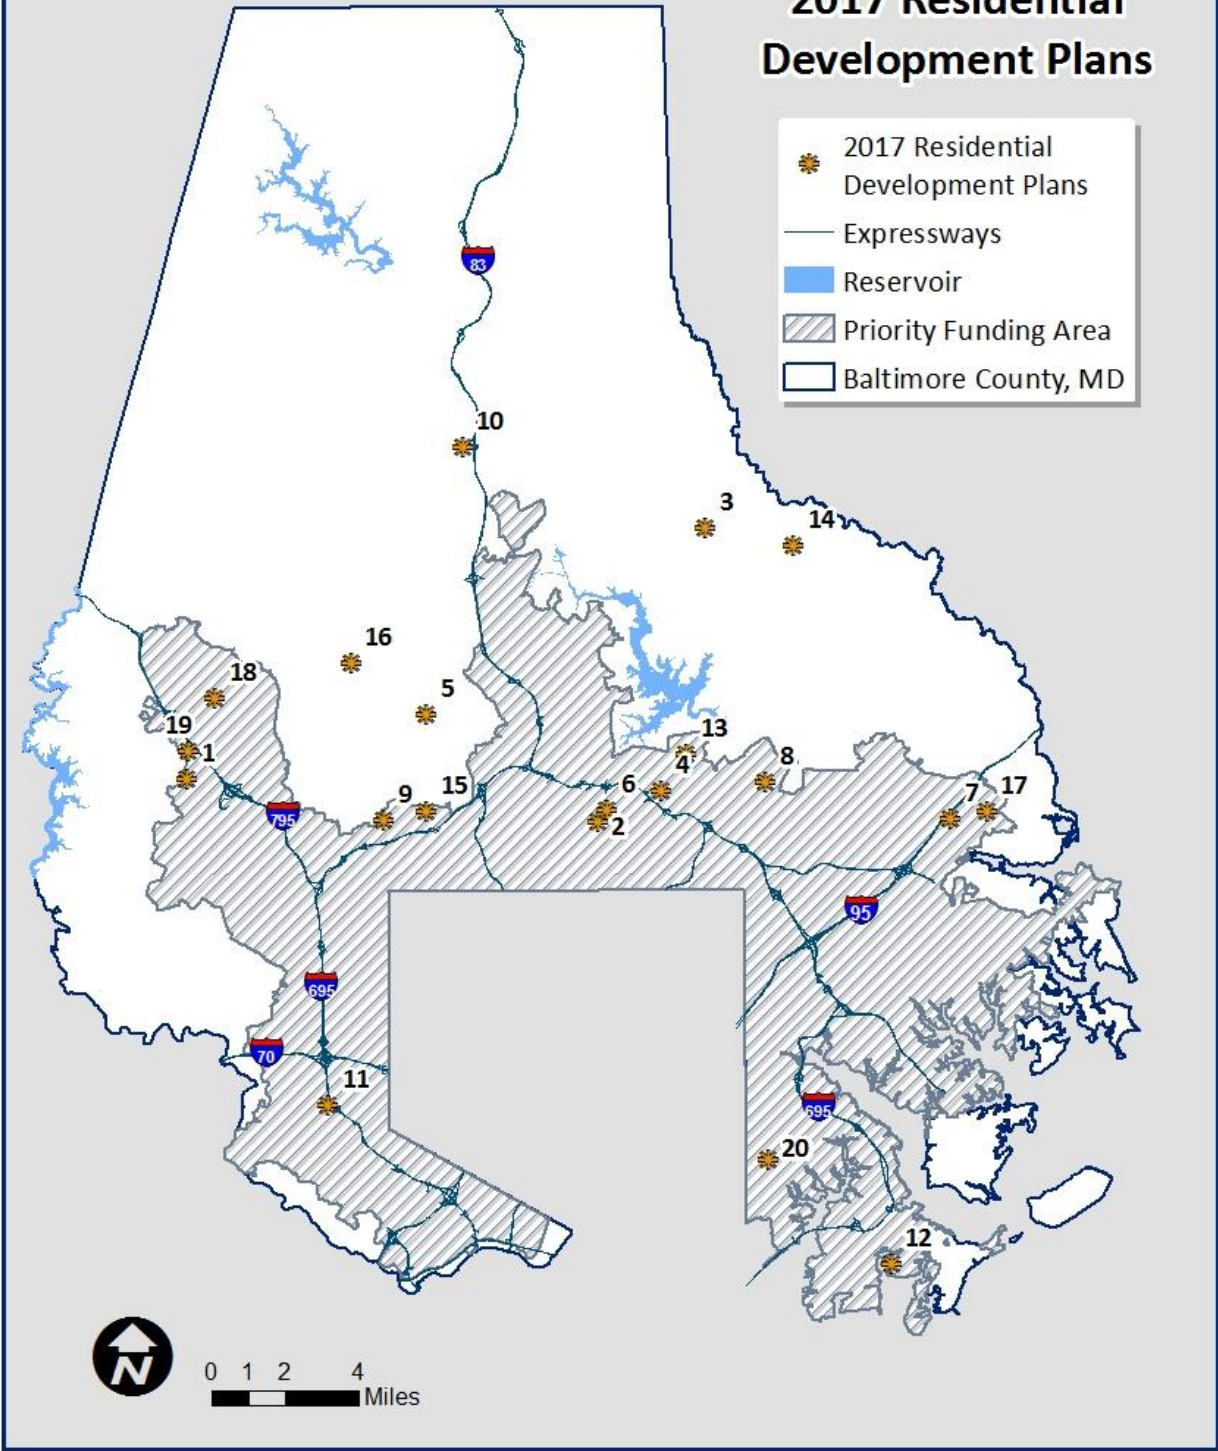 2017 Residential
Development Plans
2017 Residential
Development Plans
Expressways
Reservoir
Priority Funding Area
Baltimore County, MD
83
10
3
14
16
18
5
19
13
1
4
8
6
9
15
7
17
795
2
95
695
70
11
695
20
12
N
0 1 2 4
Miles